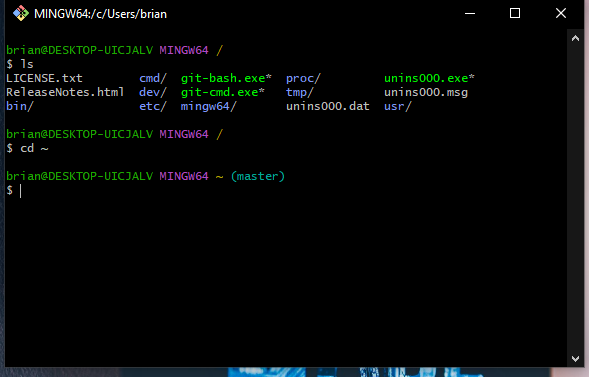 MINGW64:/c/Users/brian
brian@DESKTOP-UICJALV MINGW64 /
$ ls
LICENSE.txt        cmd/  git-bash.exe*  proc/         unins000.exe*
ReleaseNotes.html  dev/  git-cmd.exe*   tmp/          unins000.msg
bin/               etc/  mingw64/       unins000.dat  usr/
brian@DESKTOP-UICJALV MINGW64 /
$ cd ~
brian@DESKTOP-UICJALV MINGW64 ~ (master)
$